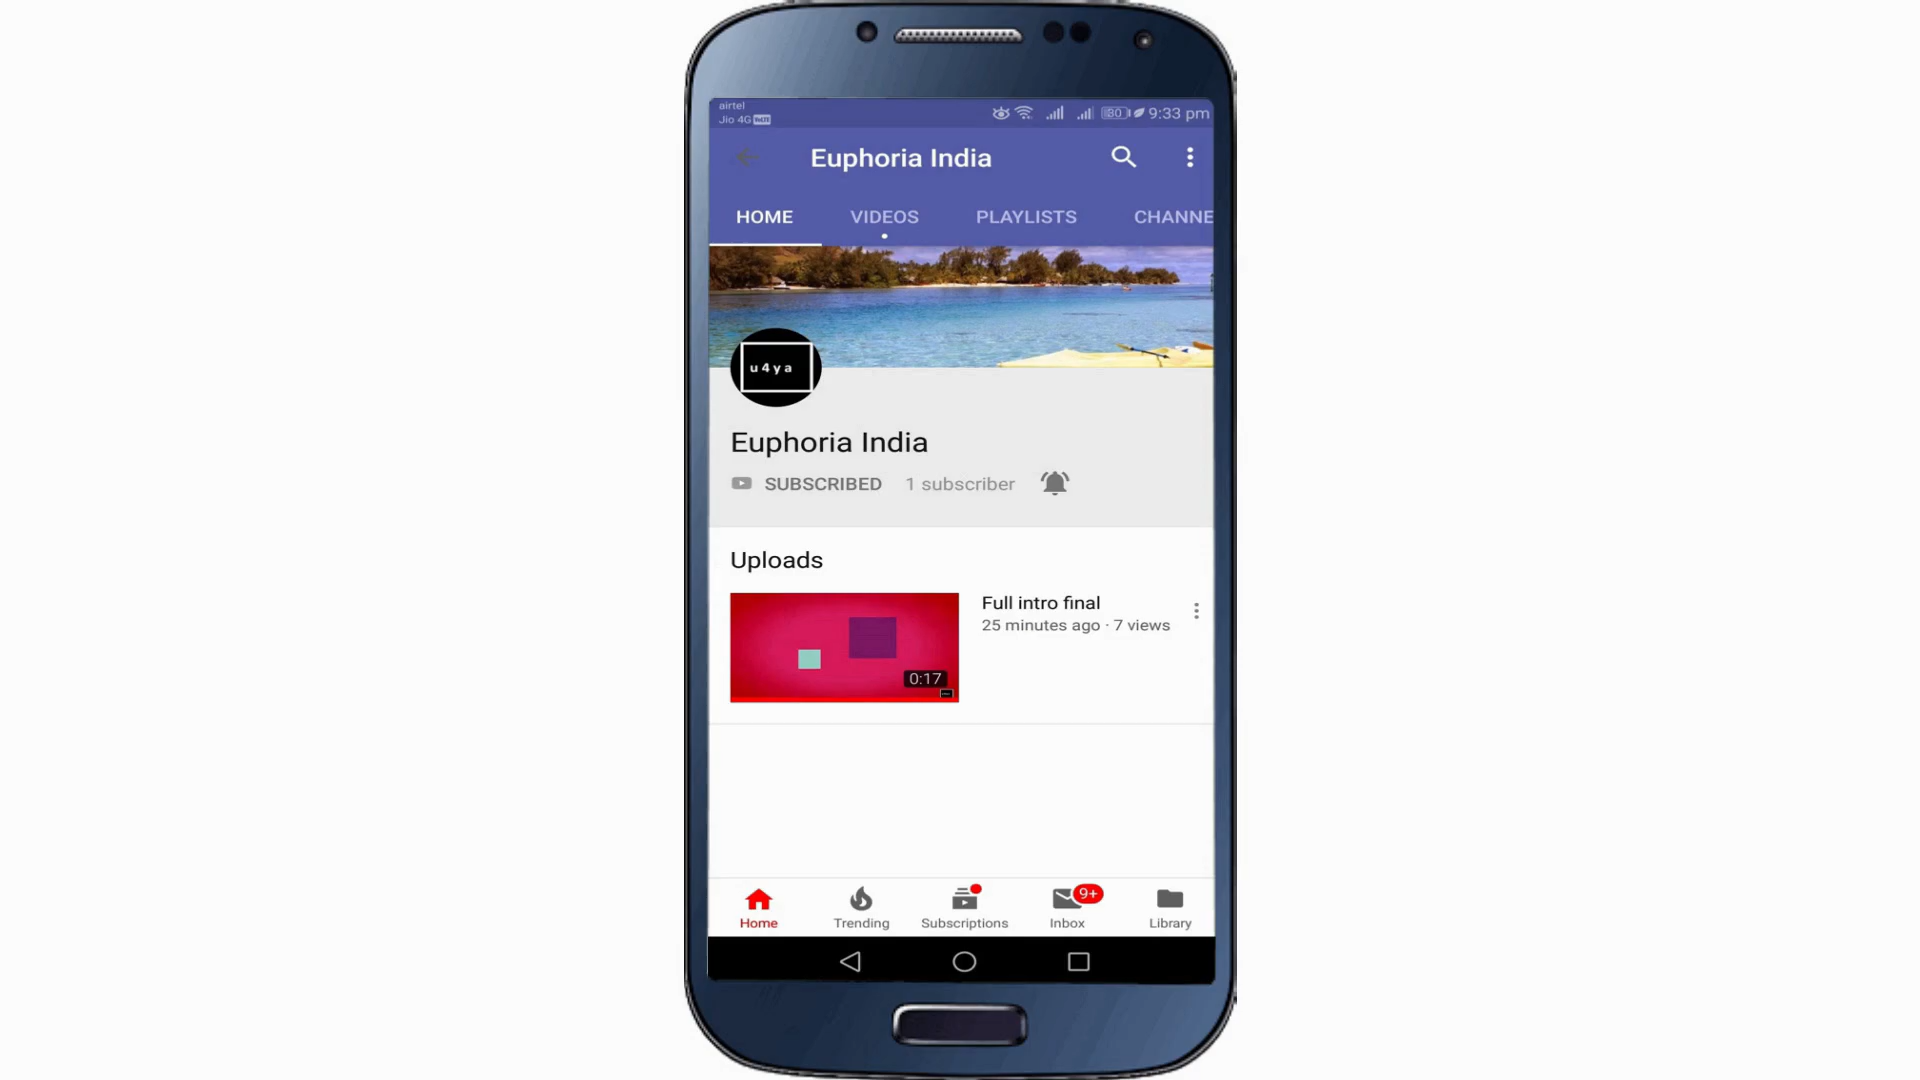 airtel
Jio 4G
9:33 pm
Euphoria India
HOME VIDEOS PLAYLISTS CHANNE
u4ya
Euphoria India
SUBSCRIBED 1 subscriber
Uploads
Full intro final
25 minutes ago · 7 views
0:17
9+
Home Trending Subscriptions Inbox Library